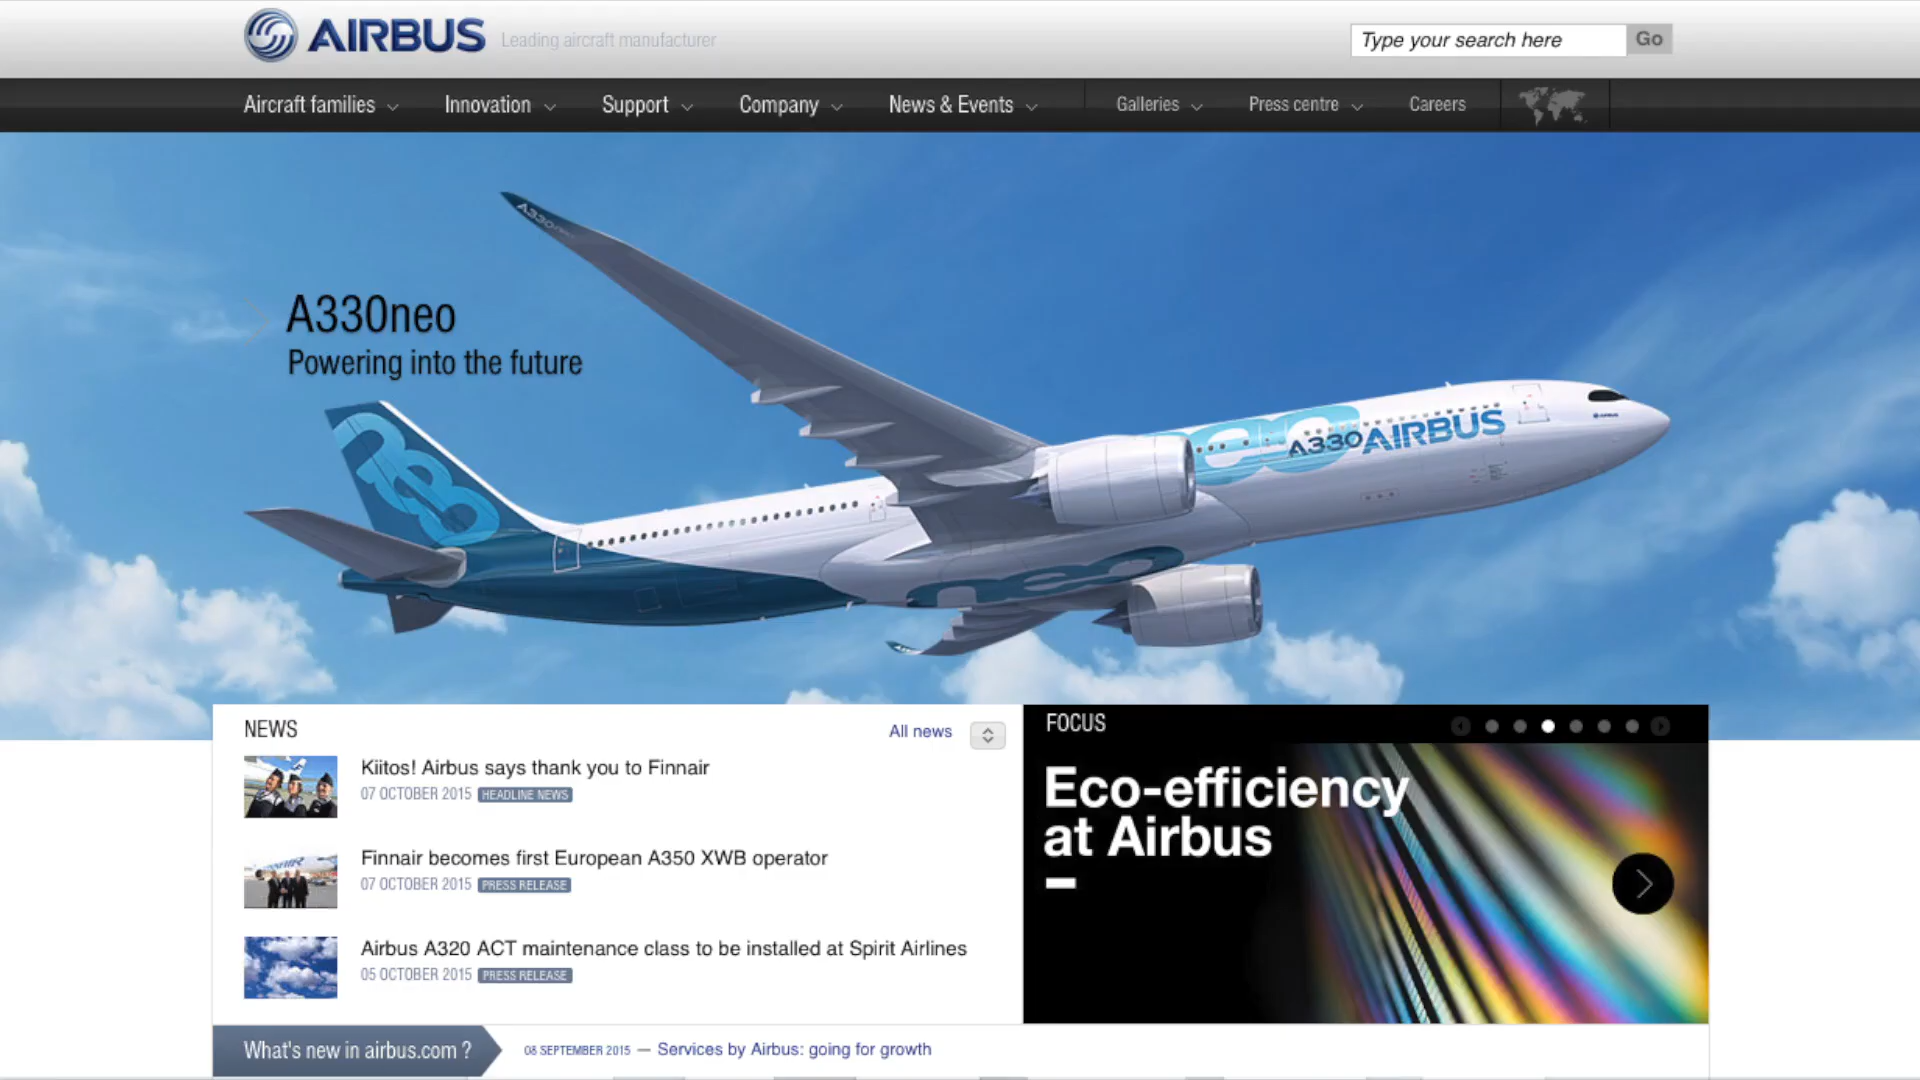 AIRBUS Leading aircraft manufacturer
Type your search here Go
Aircraft families Innovation Support Company News & Events Galleries Press centre Careers
A330neo
A330neo
Powering into the future
A330 AIRBUS
neo
NEWS All news
Kiitos! Airbus says thank you to Finnair
07 OCTOBER 2015 HEADLINE NEWS
Finnair becomes first European A350 XWB operator
07 OCTOBER 2015 PRESS RELEASE
Airbus A320 ACT maintenance class to be installed at Spirit Airlines
05 OCTOBER 2015 PRESS RELEASE
FOCUS
Eco-efficiency
at Airbus
What's new in airbus.com ? 08 SEPTEMBER 2015 — Services by Airbus: going for growth